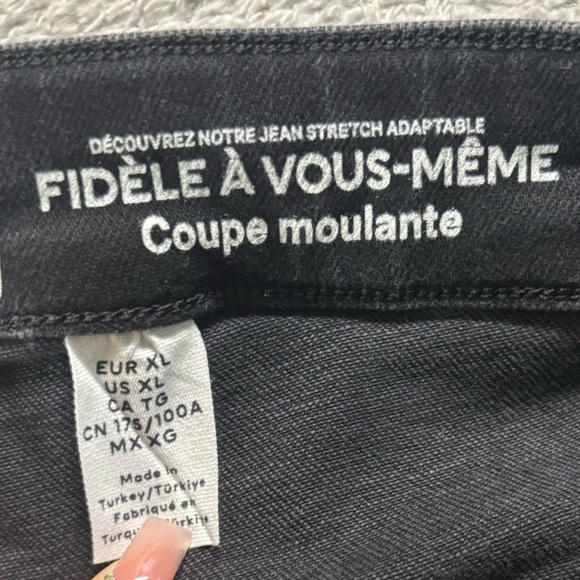 DÉCOUVREZ NOTRE JEAN STRETCH ADAPTABLE
FIDÈLE À VOUS-MÊME
Coupe moulante
EUR XL
US XL
CA TG
CN 175/100A
MX XG
Made in
Turkey/Türkiye
Fabriqué en